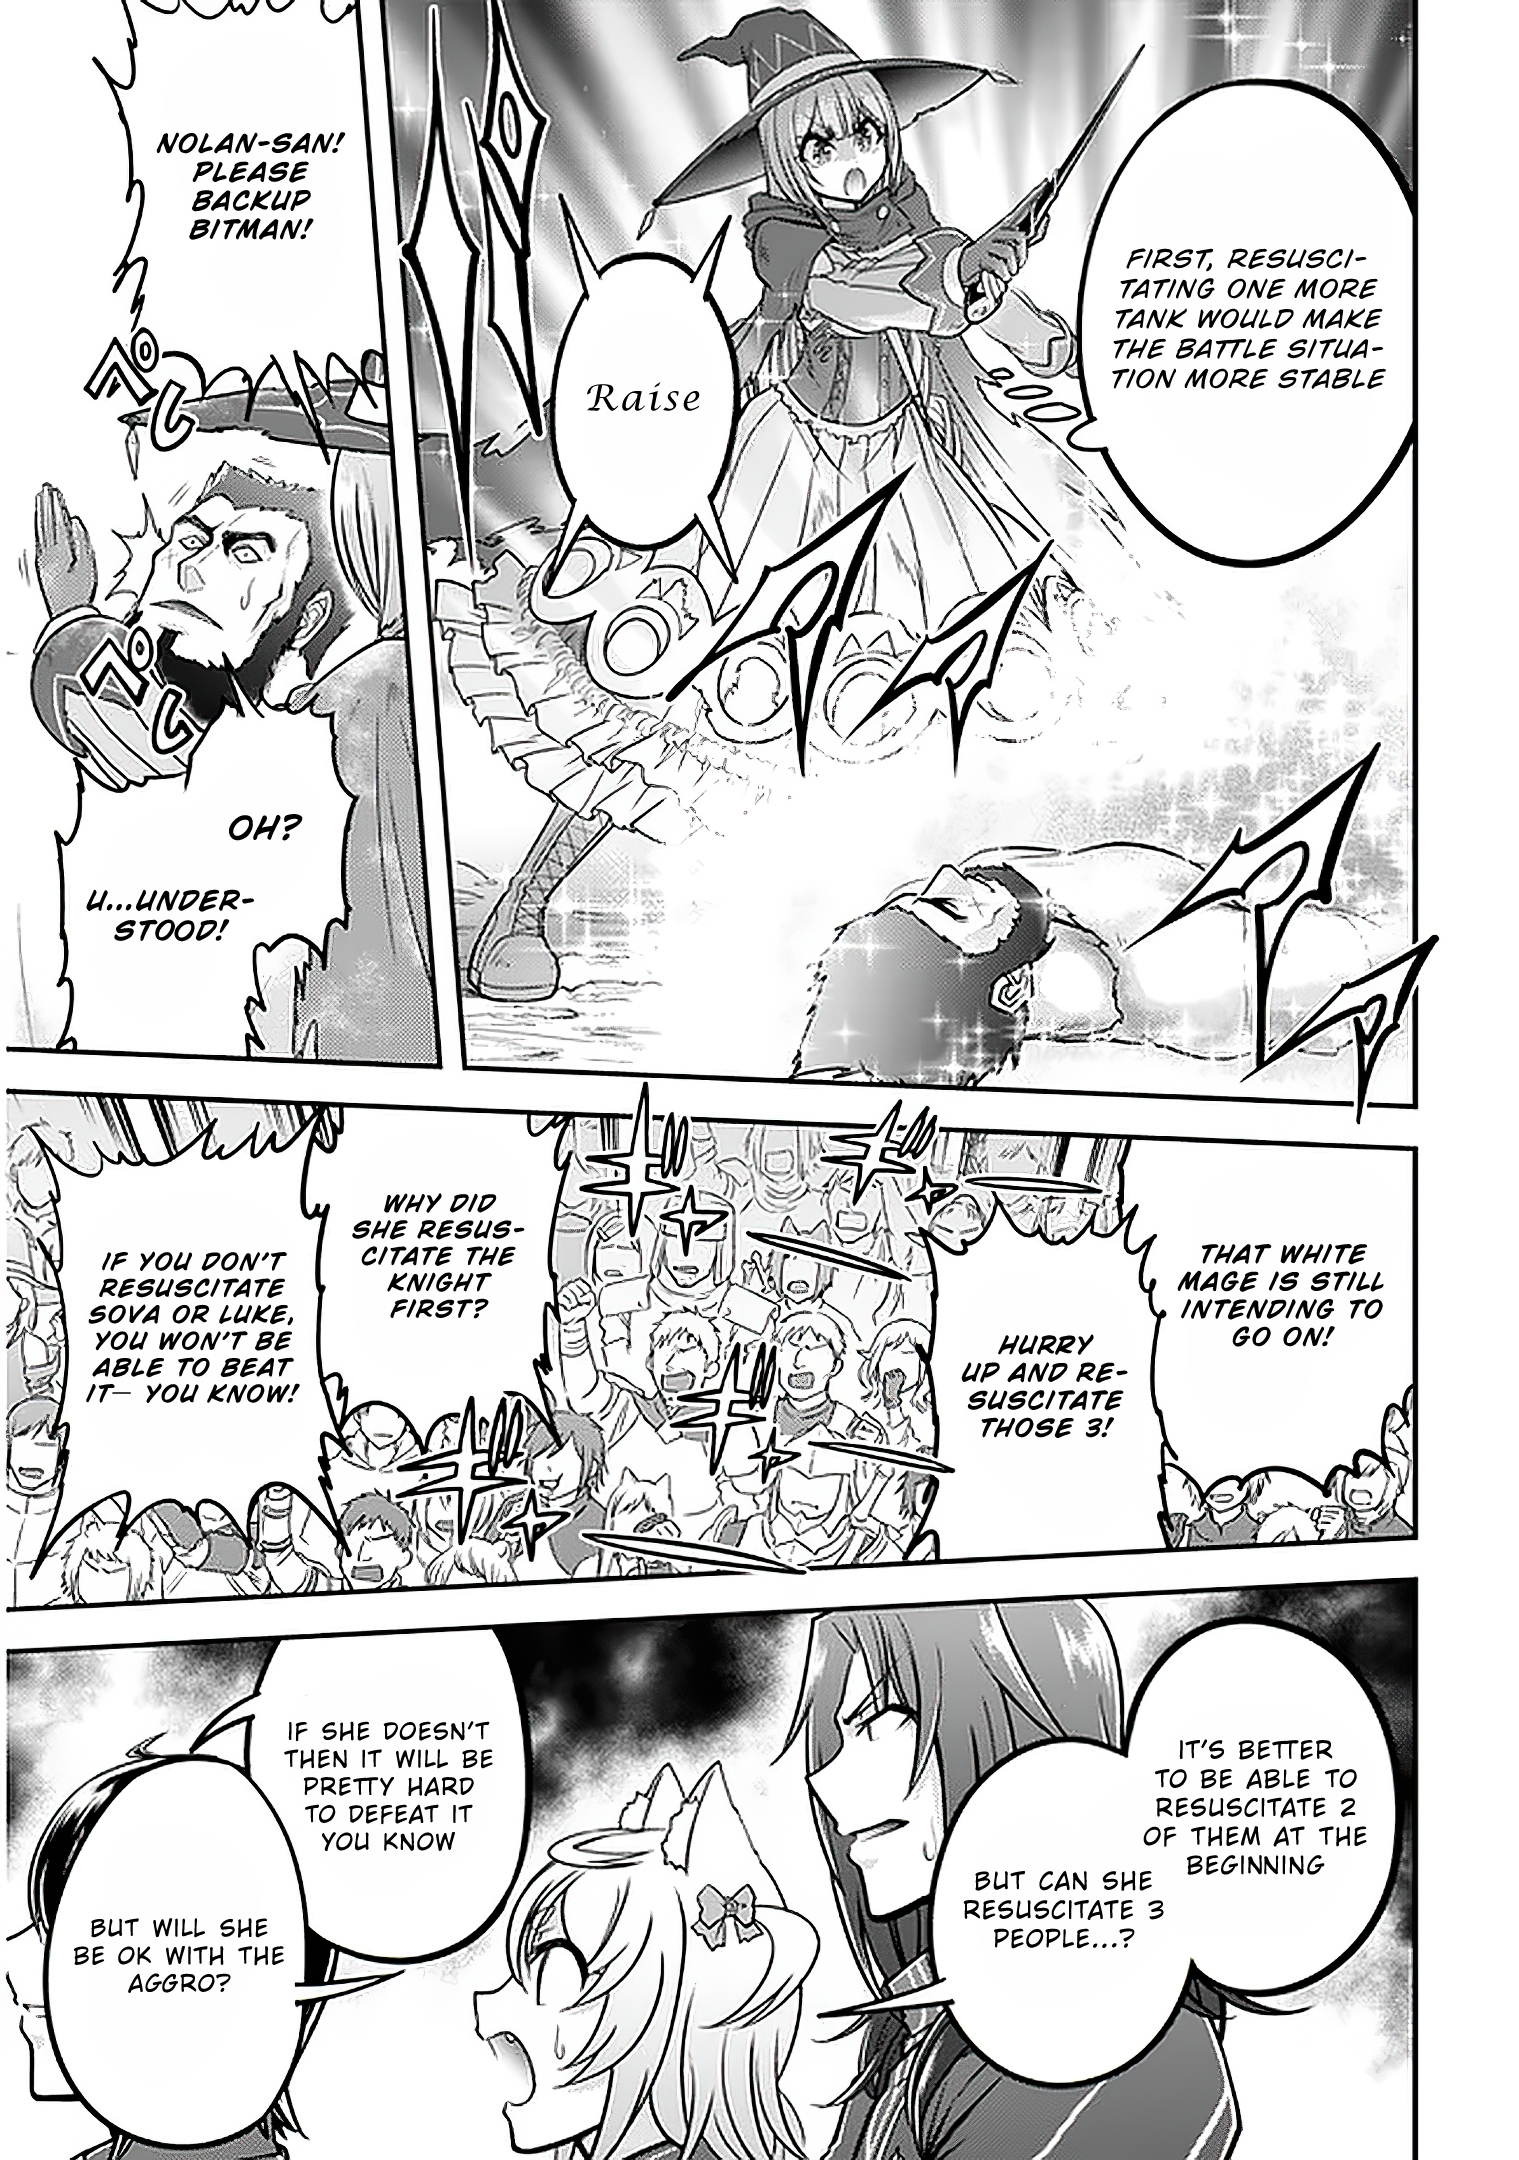 FIRST, RESUSCI-
TATING ONE MORE
TANK WOULD MAKE
THE BATTLE SITUA-
TION MORE STABLE
Raise
NOLAN-SAN!
PLEASE
BACKUP
BITMAN!
ペし
ペし
OH?
U...UNDER-
STOOD!
THAT WHITE
MAGE IS STILL
INTENDING TO
GO ON!
HURRY
UP AND RE-
SUSCITATE
THOSE 3!
WHY DID
SHE RESUS-
CITATE THE
KNIGHT
FIRST?
IF YOU DON'T
RESUSCITATE
SOVA OR LUKE,
YOU WON'T BE
ABLE TO BEAT
IT— YOU KNOW!
IT'S BETTER
TO BE ABLE TO
RESUSCITATE 2
OF THEM AT THE
BEGINNING
BUT CAN SHE
RESUSCITATE 3
PEOPLE...?
IF SHE DOESN'T
THEN IT WILL BE
PRETTY HARD
TO DEFEAT IT
YOU KNOW
BUT WILL SHE
BE OK WITH THE
AGGRO?